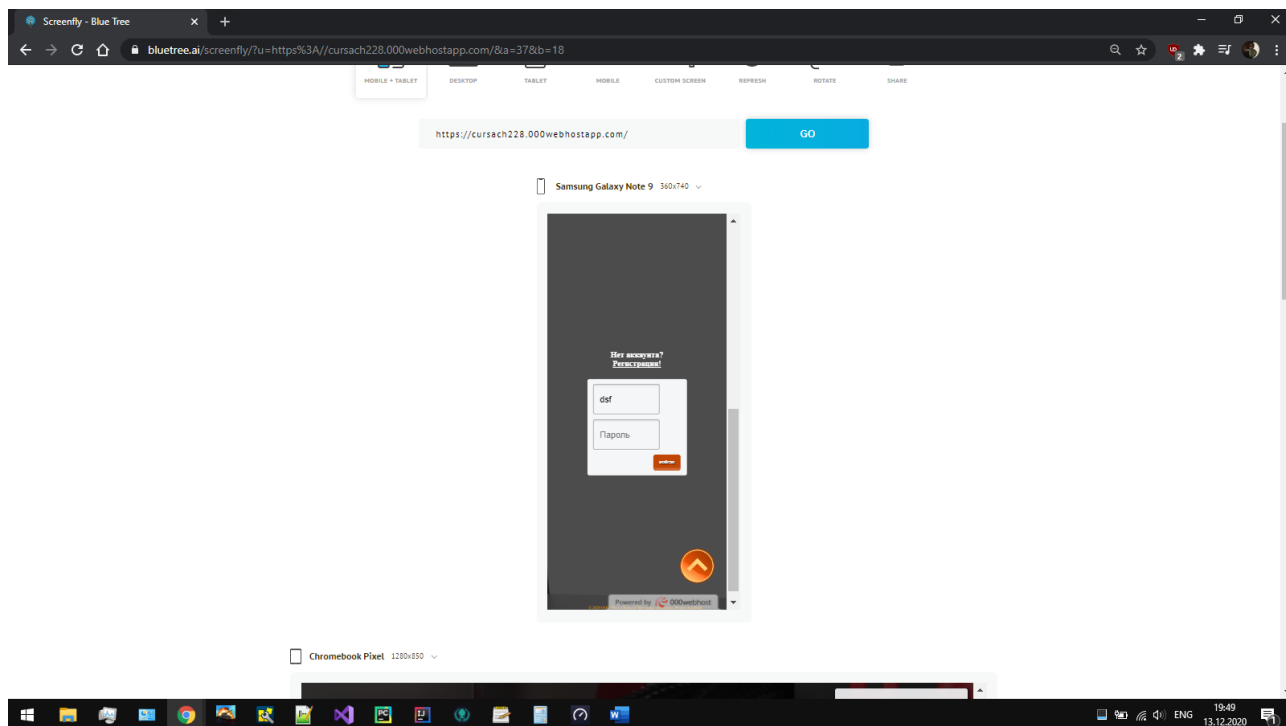 Screenfly - Blue Tree
bluetree.ai/screenfly/?u=https%3A//cursach228.000webhostapp.com/&a=37&b=18
2
MOBILE + TABLET DESKTOP TABLET MOBILE CUSTOM SCREEN REFRESH ROTATE SHARE
https://cursach228.000webhostapp.com/ GO
Samsung Galaxy Note 9 360x740
Нет аккаунта?
Регистрация!
dsf
Пароль
Powered by 000webhost
Chromebook Pixel 1280x850
ENG 19:49
13.12.2020